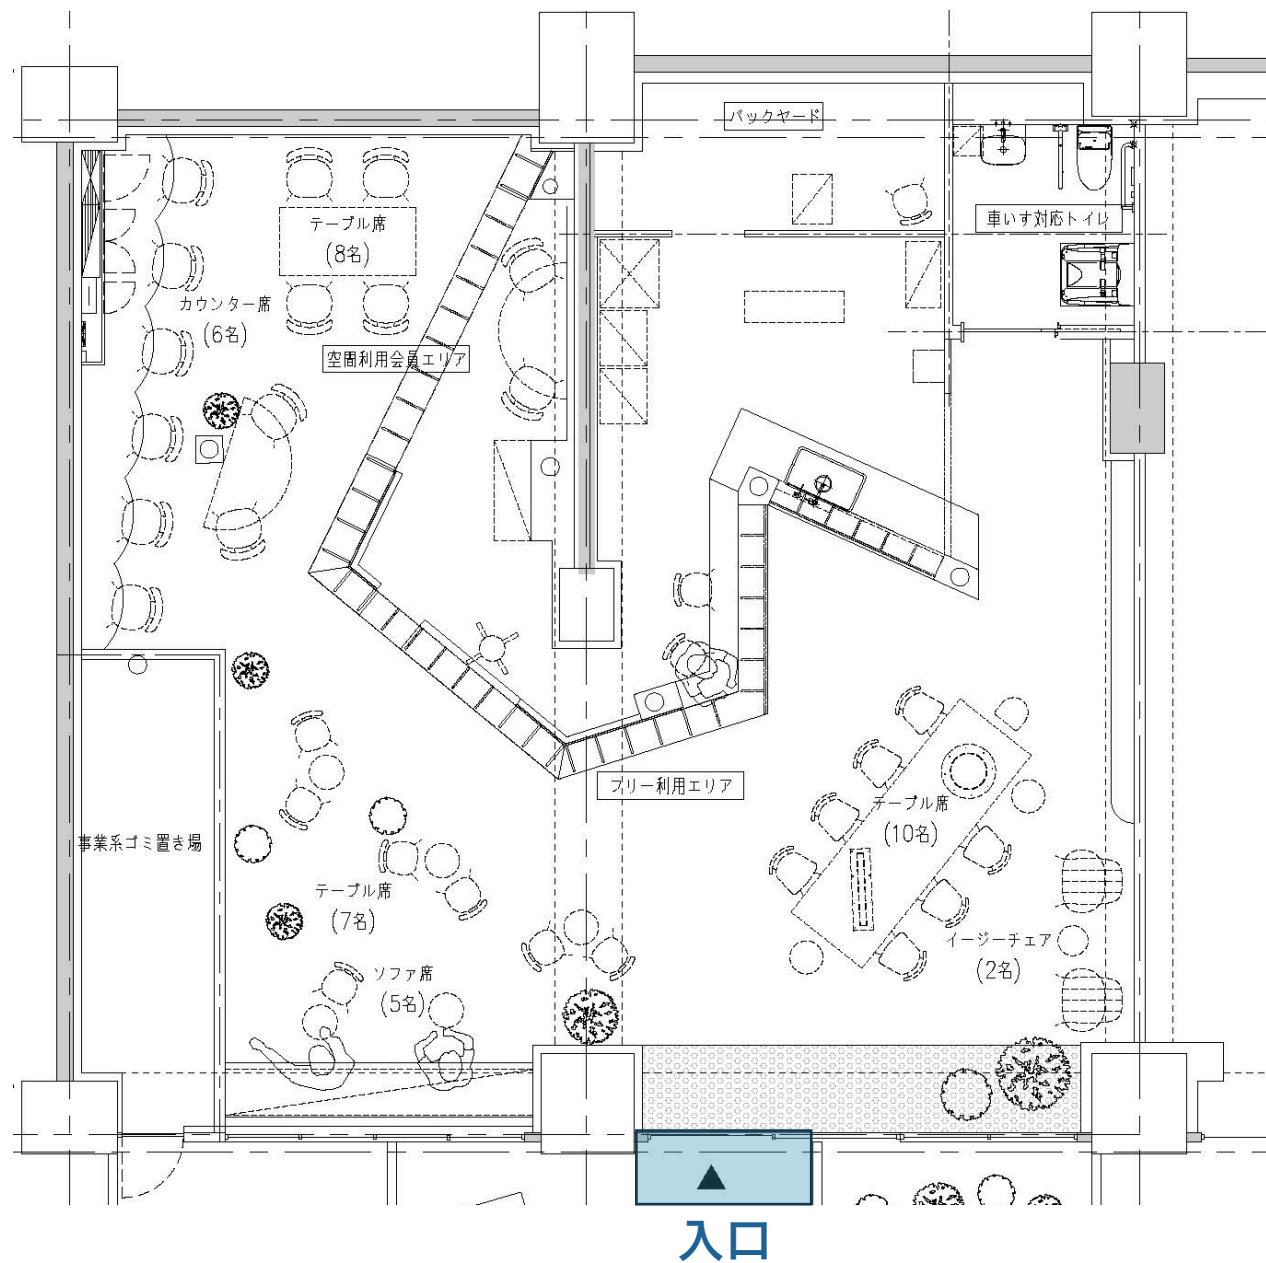 バックヤード
車いす対応トイレ
テーブル席
(8名)
カウンター席
(6名)
空間利用会員エリア
フリー利用エリア
テーブル席
(10名)
事業系ゴミ置き場
テーブル席
(7名)
イージーチェア
(2名)
ソファ席
(5名)
入口